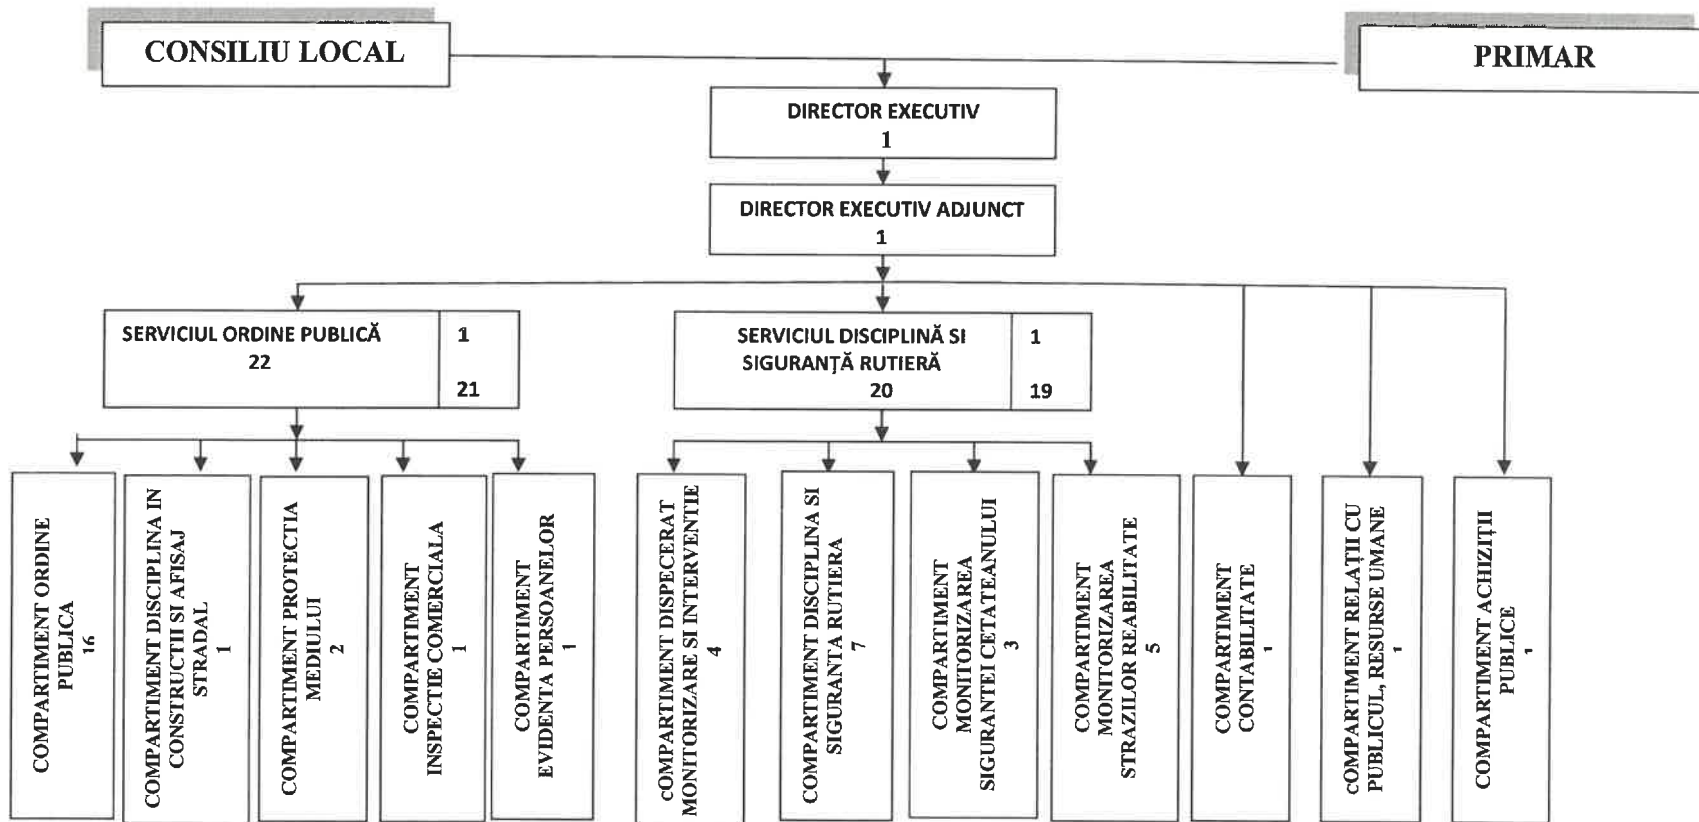 CONSILIU LOCAL
PRIMAR
DIRECTOR EXECUTIV
1
DIRECTOR EXECUTIV ADJUNCT
1
SERVICIUL ORDINE PUBLICĂ
22
1
21
SERVICIUL DISCIPLINĂ SI
SIGURANȚĂ RUTIERĂ
20
1
19
COMPARTIMENT ORDINE
PUBLICA
16
COMPARTIMENT DISCIPLINA IN
CONSTRUCTII SI AFISAJ
STRADAL
1
COMPARTIMENT PROTECTIA
MEDIULUI
2
COMPARTIMENT
INSPECTIE COMERCIALA
1
COMPARTIMENT
EVIDENTA PERSOANELOR
1
cOMPARTIMENT DISPECERAT
MONITORIZARE SI INTERVENTIE
4
COMPARTIMENT DISCIPLINA SI
SIGURANTA RUTIERA
7
COMPARTIMENT
MONITORIZAREA
SIGURANTEI CETATEANULUI
3
COMPARTIMENT
MONITORIZAREA
STRAZILOR REABILITATE
5
COMPARTIMENT
CONTABILITATE
1
cOMPARTIMENT RELAȚII CU
PUBLICUL, RESURSE UMANE
1
COMPARTIMENT ACHIZIȚII
PUBLICE
1